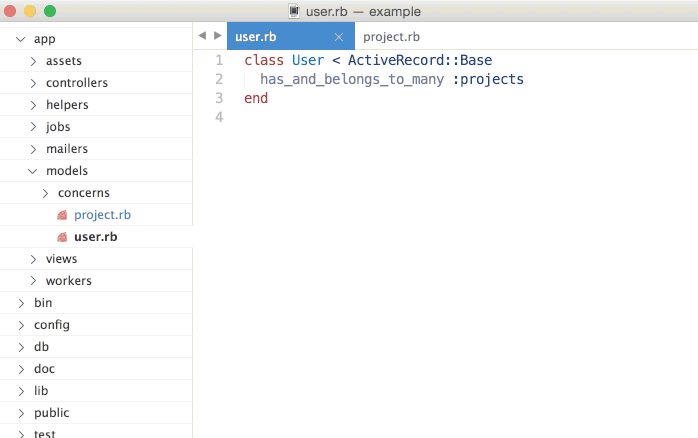 user.rb — example
app
assets
controllers
helpers
jobs
mailers
models
concerns
project.rb
user.rb
views
workers
bin
config
db
doc
lib
public
test
user.rb
project.rb
1 class User < ActiveRecord::Base
2 has_and_belongs_to_many :projects
3 end
4